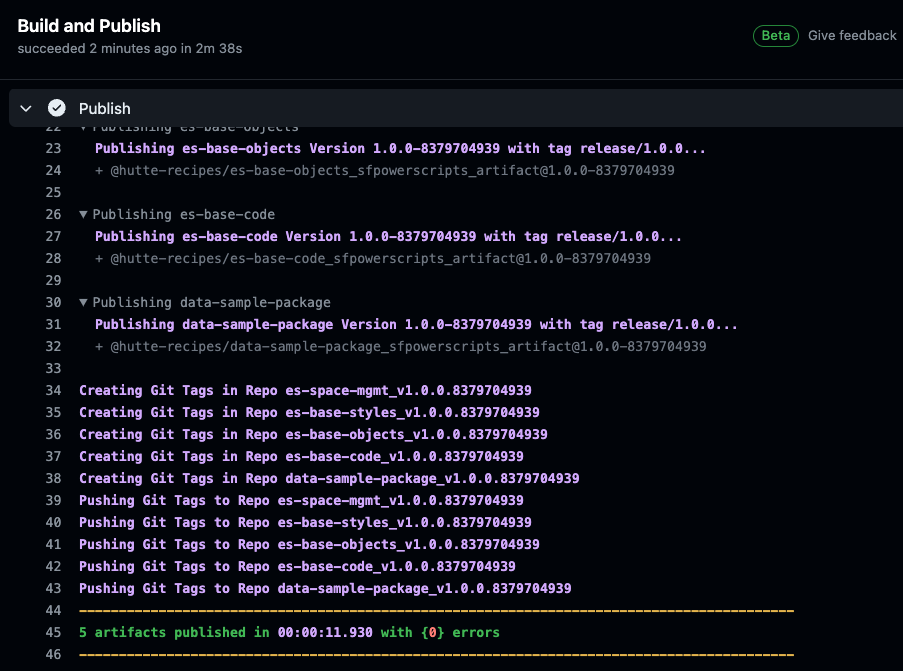 Build and Publish
succeeded 2 minutes ago in 2m 38s
Beta Give feedback
Publish
22 ▼ Publishing es-base-objects
23 Publishing es-base-objects Version 1.0.0-8379704939 with tag release/1.0.0...
24 + @hutte-recipes/es-base-objects_sfpowerscripts_artifact@1.0.0-8379704939
25
26 ▼ Publishing es-base-code
27 Publishing es-base-code Version 1.0.0-8379704939 with tag release/1.0.0...
28 + @hutte-recipes/es-base-code_sfpowerscripts_artifact@1.0.0-8379704939
29
30 ▼ Publishing data-sample-package
31 Publishing data-sample-package Version 1.0.0-8379704939 with tag release/1.0.0...
32 + @hutte-recipes/data-sample-package_sfpowerscripts_artifact@1.0.0-8379704939
33
34 Creating Git Tags in Repo es-space-mgmt_v1.0.0.8379704939
35 Creating Git Tags in Repo es-base-styles_v1.0.0.8379704939
36 Creating Git Tags in Repo es-base-objects_v1.0.0.8379704939
37 Creating Git Tags in Repo es-base-code_v1.0.0.8379704939
38 Creating Git Tags in Repo data-sample-package_v1.0.0.8379704939
39 Pushing Git Tags to Repo es-space-mgmt_v1.0.0.8379704939
40 Pushing Git Tags to Repo es-base-styles_v1.0.0.8379704939
41 Pushing Git Tags to Repo es-base-objects_v1.0.0.8379704939
42 Pushing Git Tags to Repo es-base-code_v1.0.0.8379704939
43 Pushing Git Tags to Repo data-sample-package_v1.0.0.8379704939
44 ------------------------------------------------------------------------------------------
45 5 artifacts published in 00:00:11.930 with {0} errors
46 ------------------------------------------------------------------------------------------